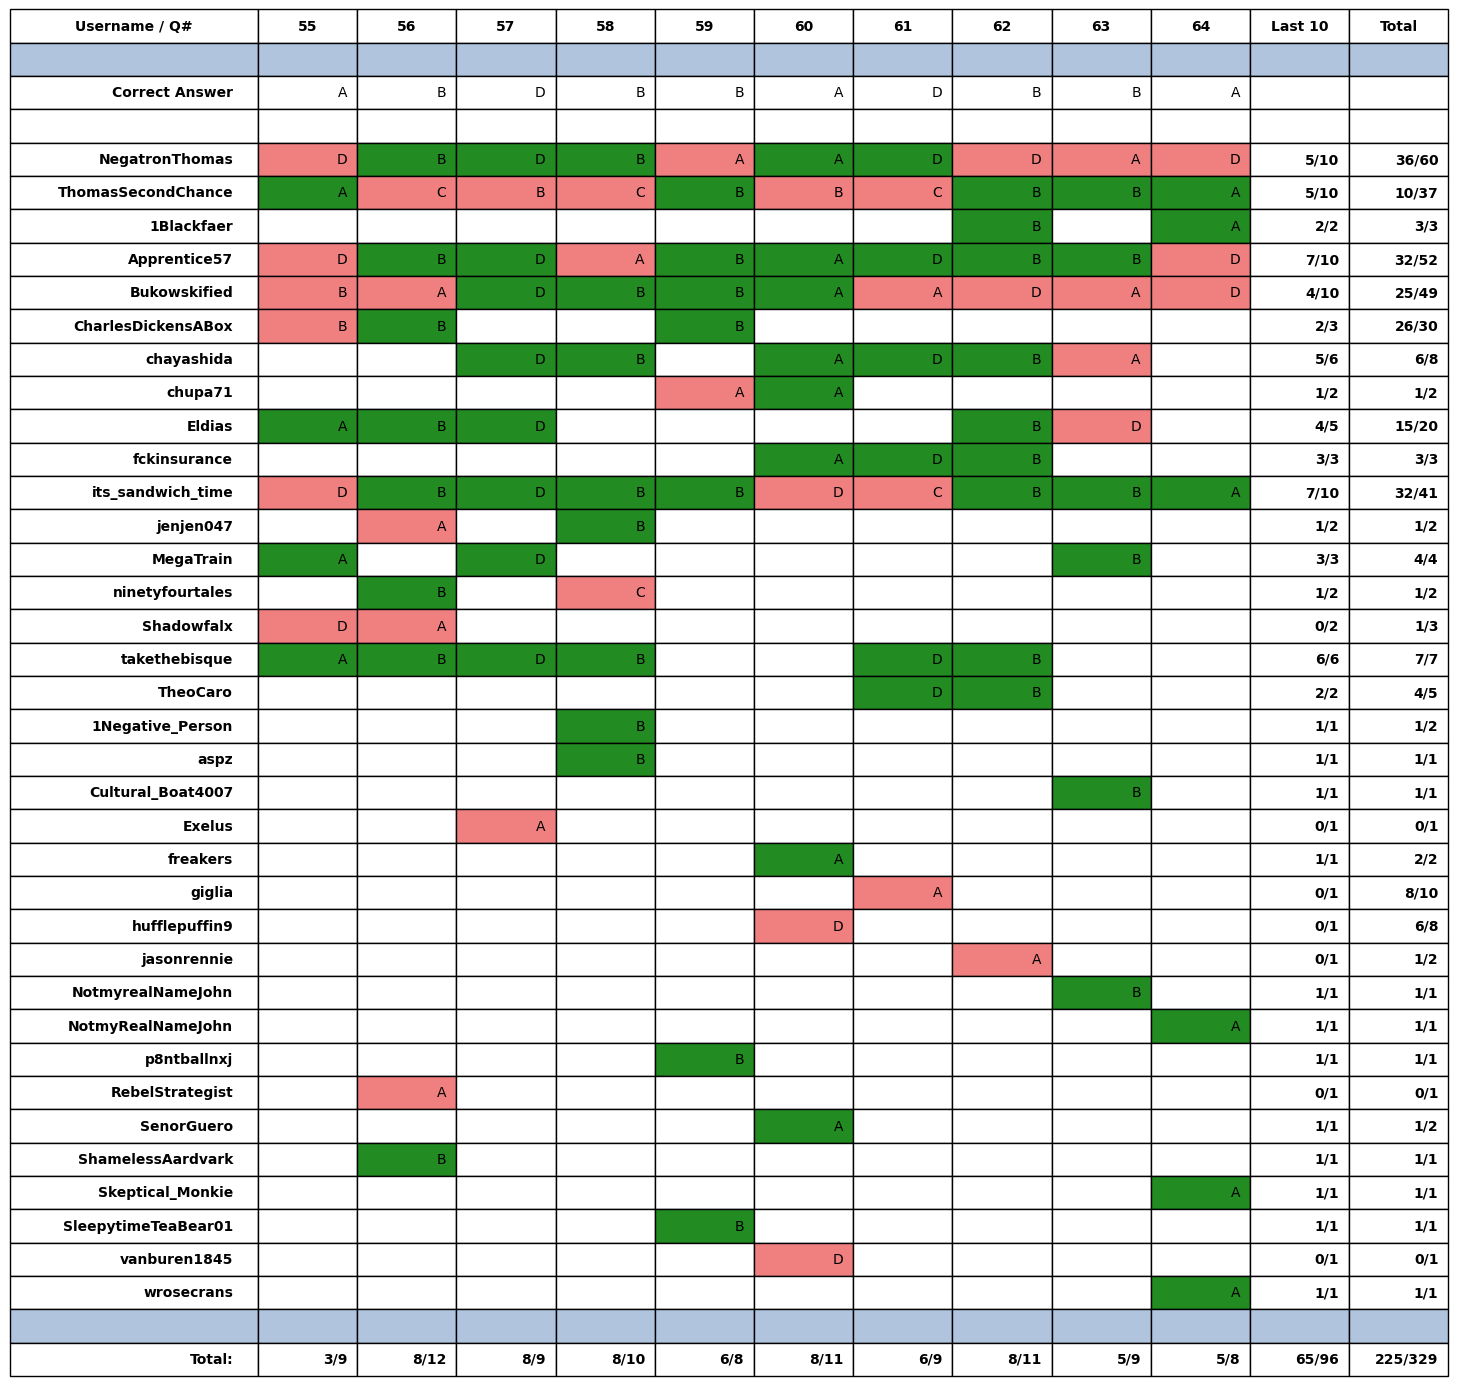 Username / Q# 55 56 57 58 59 60 61 62 63 64 Last 10 Total
Correct Answer A B D B B A D B B A
NegatronThomas D B D B A A D D A D 5/10 36/60
ThomasSecondChance A C B C B B C B B A 5/10 10/37
1Blackfaer B A 2/2 3/3
Apprentice57 D B D A B A D B B D 7/10 32/52
Bukowskified B A D B B A A D A D 4/10 25/49
CharlesDickensABox B B B 2/3 26/30
chayashida D B A D B A 5/6 6/8
chupa71 A A 1/2 1/2
Eldias A B D B D 4/5 15/20
fckinsurance A D B 3/3 3/3
its_sandwich_time D B D B B D C B B A 7/10 32/41
jenjen047 A B 1/2 1/2
MegaTrain A D B 3/3 4/4
ninetyfourtales B C 1/2 1/2
Shadowfalx D A 0/2 1/3
takethebisque A B D B D B 6/6 7/7
TheoCaro D B 2/2 4/5
1Negative_Person B 1/1 1/2
aspz B 1/1 1/1
Cultural_Boat4007 B 1/1 1/1
Exelus A 0/1 0/1
freakers A 1/1 2/2
giglia A 0/1 8/10
hufflepuffin9 D 0/1 6/8
jasonrennie A 0/1 1/2
NotmyrealNameJohn B 1/1 1/1
NotmyRealNameJohn A 1/1 1/1
p8ntballnxj B 1/1 1/1
RebelStrategist A 0/1 0/1
SenorGuero A 1/1 1/2
ShamelessAardvark B 1/1 1/1
Skeptical_Monkie A 1/1 1/1
SleepytimeTeaBear01 B 1/1 1/1
vanburen1845 D 0/1 0/1
wrosecrans A 1/1 1/1
Total: 3/9 8/12 8/9 8/10 6/8 8/11 6/9 8/11 5/9 5/8 65/96 225/329